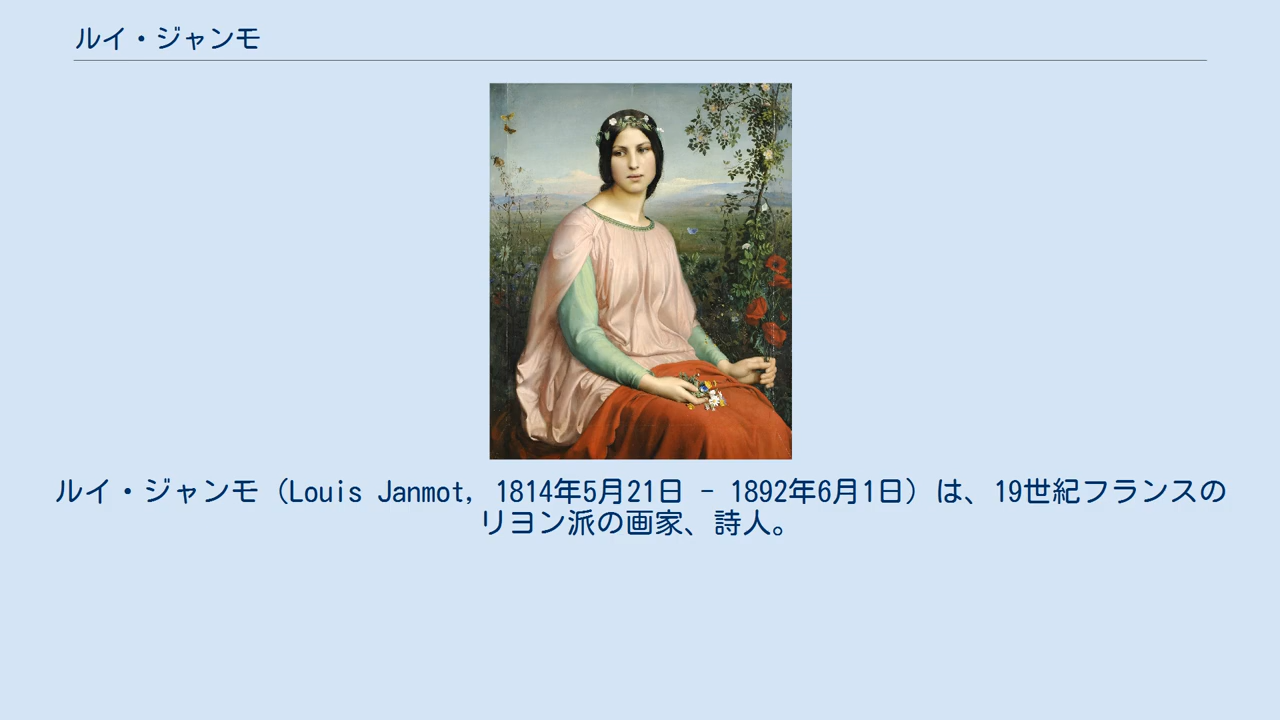 ルイ・ジャンモ
ルイ・ジャンモ（Louis Janmot, 1814年5月21日 - 1892年6月1日）は、19世紀フランスの
リヨン派の画家、詩人。